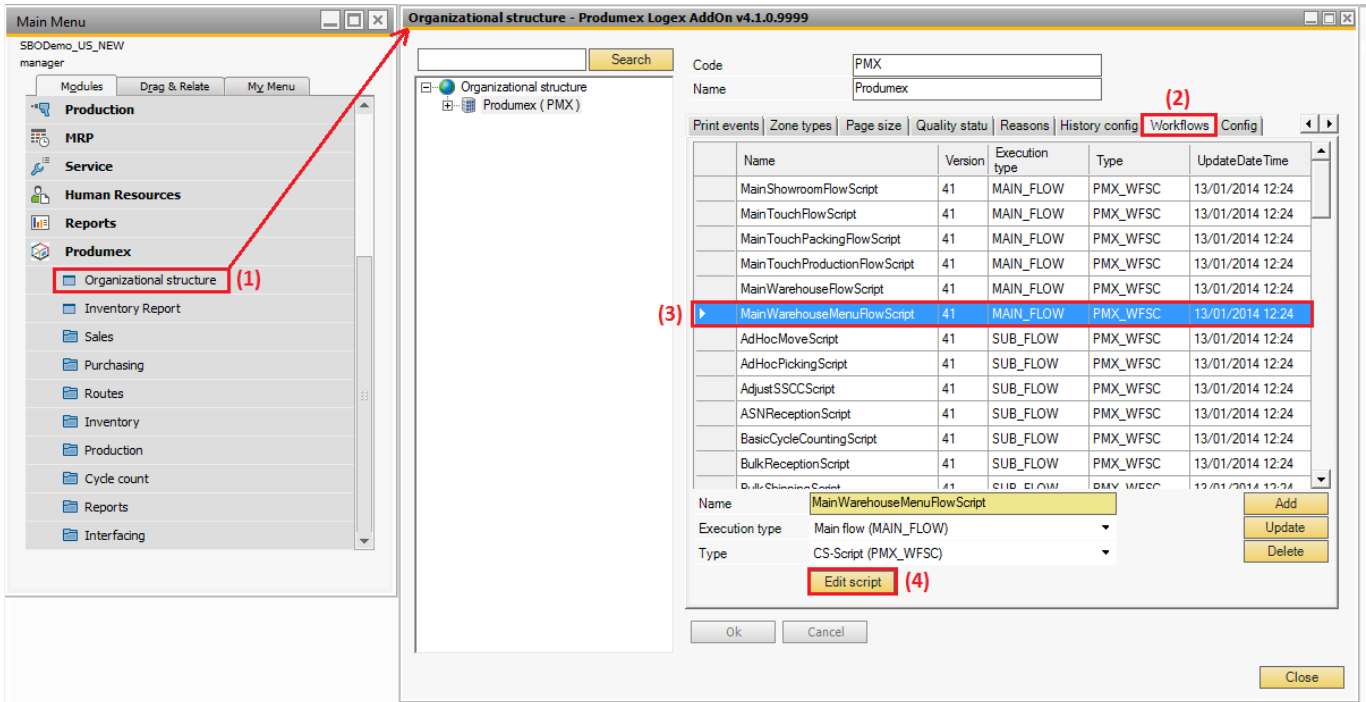 Main Menu
SBODemo_US_NEW
manager
Modules Drag & Relate My Menu
Production
MRP
Service
Human Resources
Reports
Produmex
Organizational structure (1)
Inventory Report
Sales
Purchasing
Routes
Inventory
Production
Cycle count
Reports
Interfacing
Organizational structure - Produmex Logex AddOn v4.1.0.9999
Search
Organizational structure
Produmex ( PMX )
Code PMX
Name Produmex
(2)
Print events Zone types Page size Quality statu Reasons History config Workflows Config
Name Version Execution type Type UpdateDateTime
MainShowroomFlowScript 41 MAIN_FLOW PMX_WFSC 13/01/2014 12:24
MainTouchFlowScript 41 MAIN_FLOW PMX_WFSC 13/01/2014 12:24
MainTouchPackingFlowScript 41 MAIN_FLOW PMX_WFSC 13/01/2014 12:24
MainTouchProductionFlowScript 41 MAIN_FLOW PMX_WFSC 13/01/2014 12:24
MainWarehouseFlowScript 41 MAIN_FLOW PMX_WFSC 13/01/2014 12:24
(3) MainWarehouseMenuFlowScript 41 MAIN_FLOW PMX_WFSC 13/01/2014 12:24
AdHocMoveScript 41 SUB_FLOW PMX_WFSC 13/01/2014 12:24
AdHocPickingScript 41 SUB_FLOW PMX_WFSC 13/01/2014 12:24
AdjustSSCCScript 41 SUB_FLOW PMX_WFSC 13/01/2014 12:24
ASNReceptionScript 41 SUB_FLOW PMX_WFSC 13/01/2014 12:24
BasicCycleCountingScript 41 SUB_FLOW PMX_WFSC 13/01/2014 12:24
BulkReceptionScript 41 SUB_FLOW PMX_WFSC 13/01/2014 12:24
BulkShippingScript 41 SUB_FLOW PMX_WFSC 13/01/2014 12:24
Name MainWarehouseMenuFlowScript Add
Execution type Main flow (MAIN_FLOW) Update
Type CS-Script (PMX_WFSC) Delete
Edit script (4)
Ok Cancel
Close